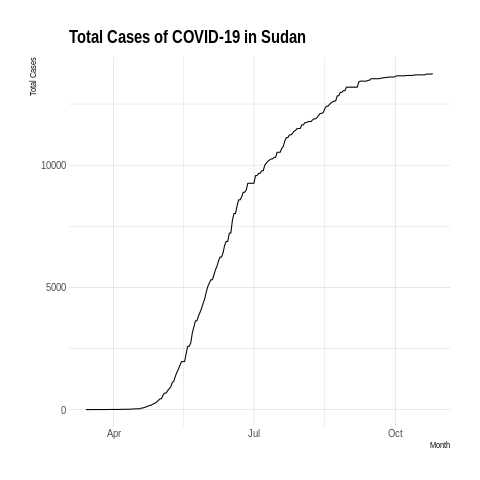 Total Cases of COVID-19 in Sudan
Total Cases
10000
5000
0
Apr Jul Oct
Month